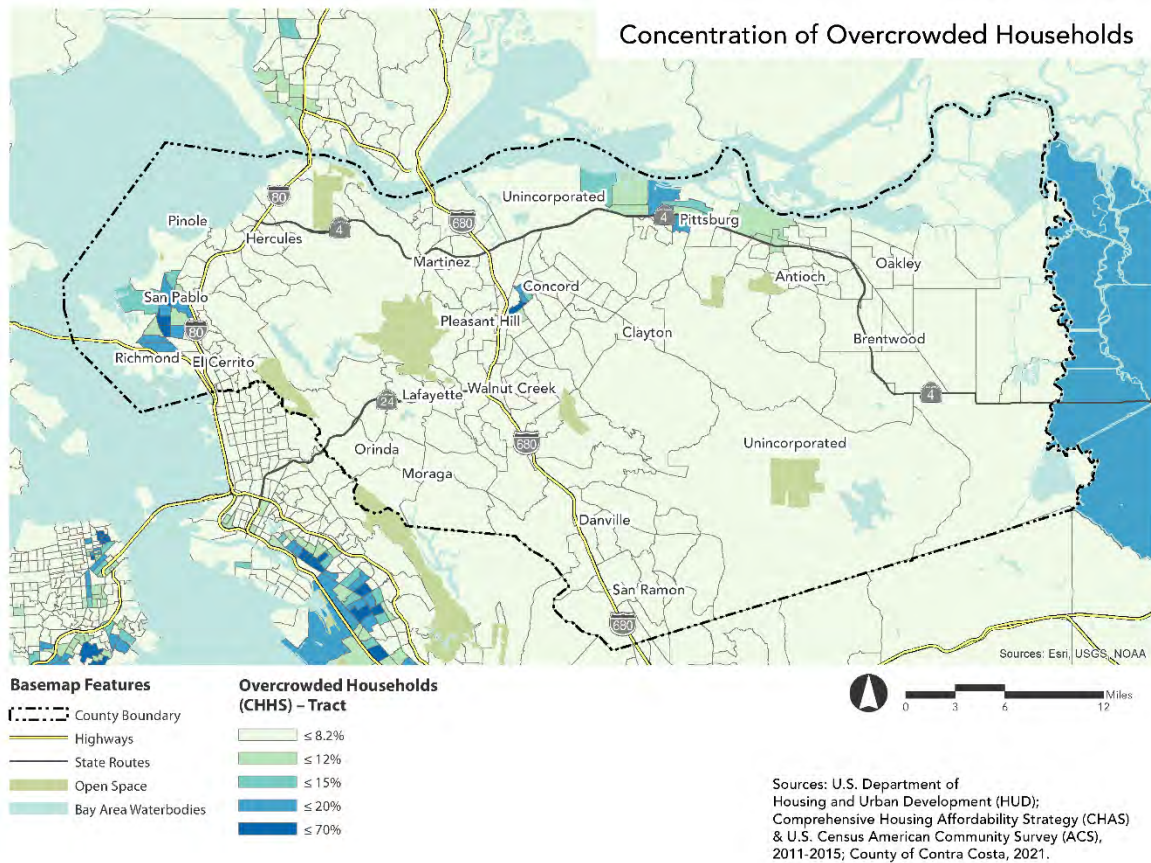 Concentration of Overcrowded Households
80
680
Unincorporated
Pinole
Hercules
4
Martinez
4
Pittsburg
Oakley
Antioch
San Pablo
Concord
80
Pleasant Hill
Clayton
Brentwood
Richmond
El Cerrito
24
Lafayette
Walnut Creek
4
680
Orinda
Unincorporated
Moraga
Danville
San Ramon
680
Sources: Esri, USGS, NOAA
Basemap Features
County Boundary
Highways
State Routes
Open Space
Bay Area Waterbodies
Overcrowded Households
(CHHS) – Tract
≤ 8.2%
≤ 12%
≤ 15%
≤ 20%
≤ 70%
Miles
0 3 6 12
Sources: U.S. Department of
Housing and Urban Development (HUD);
Comprehensive Housing Affordability Strategy (CHAS)
& U.S. Census American Community Survey (ACS),
2011-2015; County of Contra Costa, 2021.